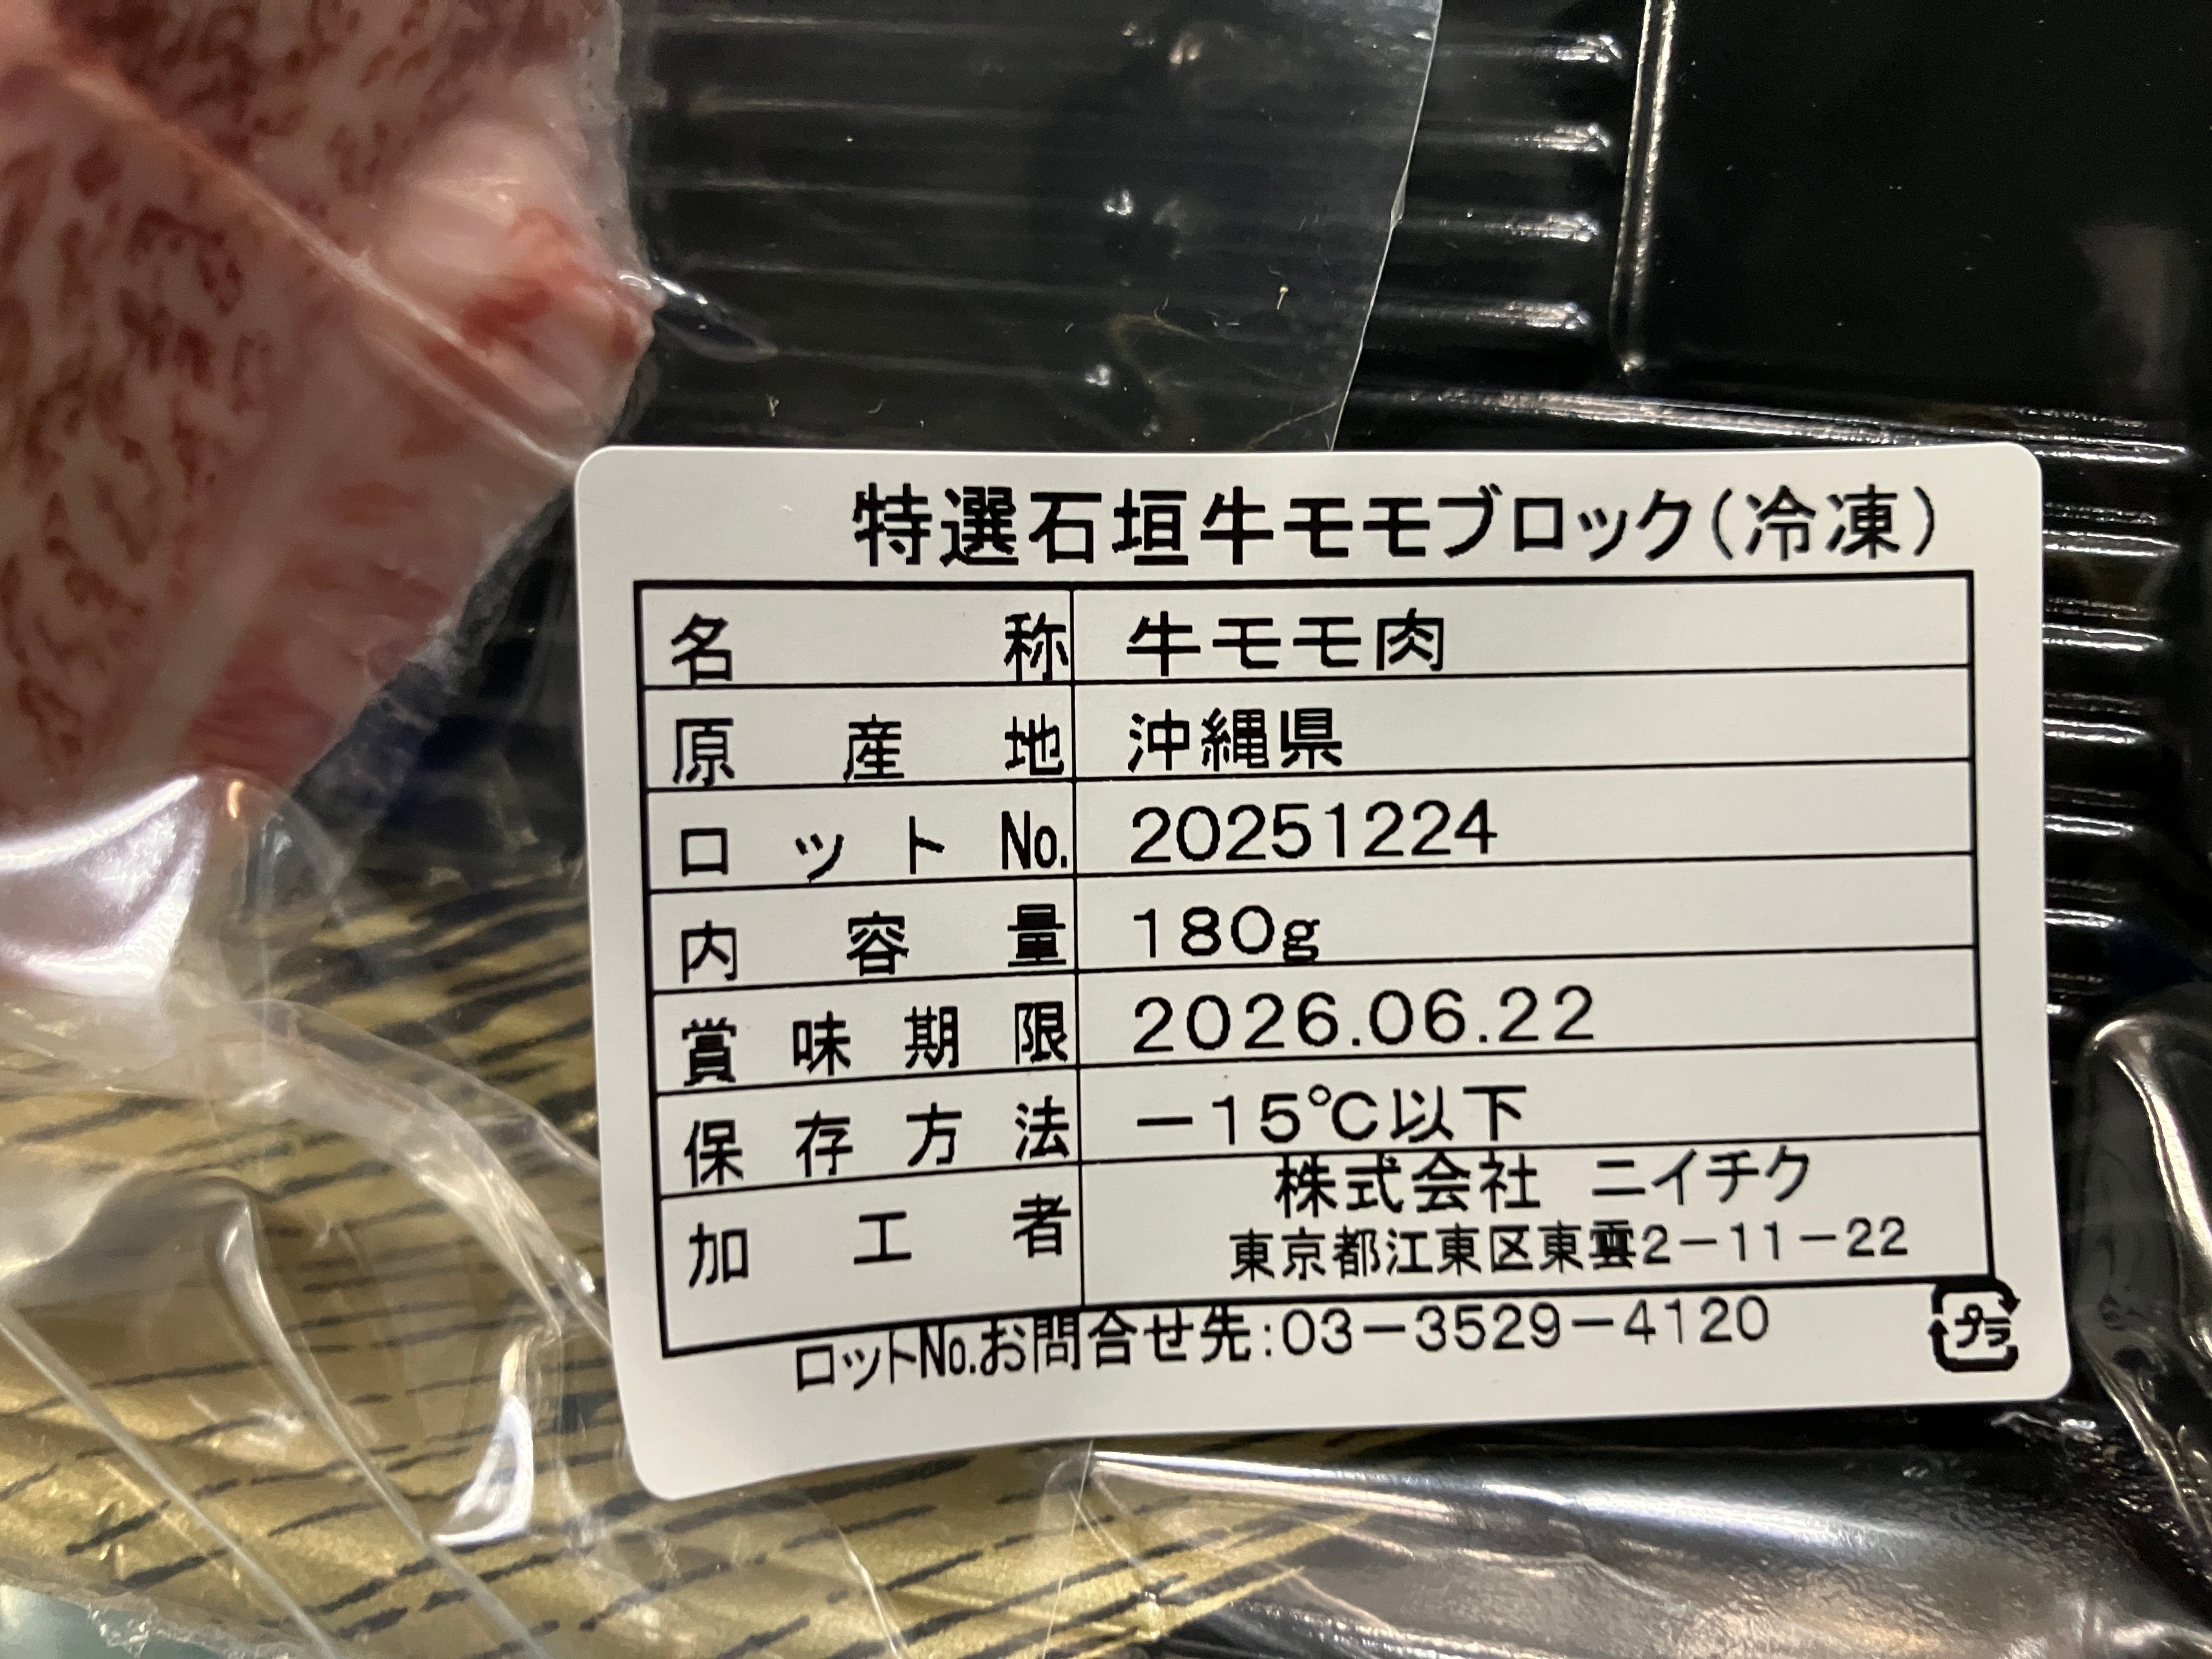 特選石垣牛モモブロック(冷凍)
名称 牛モモ肉
原産地 沖縄県
ロットNo. 20251224
内容量 180g
賞味期限 2026.06.22
保存方法 -15℃以下
加工者 株式会社 ニイチク
東京都江東区東雲2-11-22
ロットNo.お問合せ先:03-3529-4120
プラ